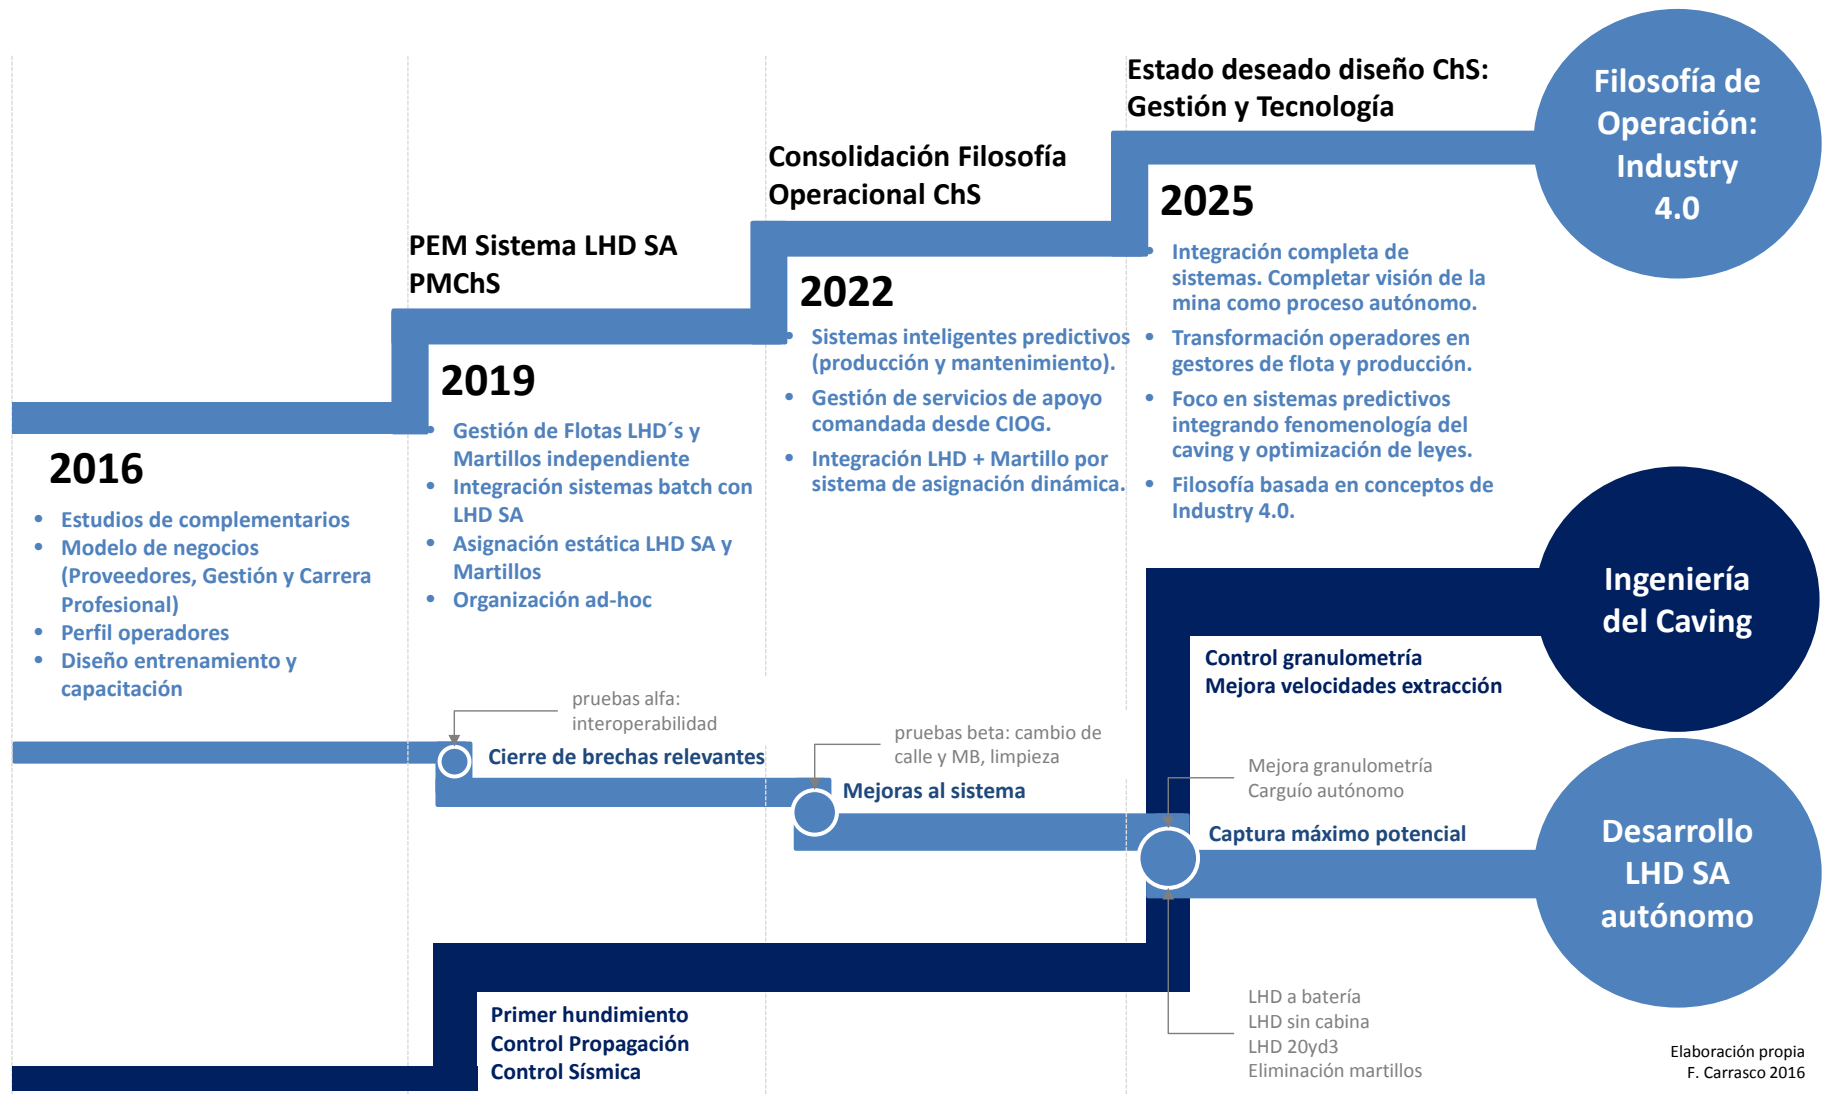 Estado deseado diseño ChS:
Gestión y Tecnología
Filosofía de
Operación:
Industry
4.0
Consolidación Filosofía
Operacional ChS
2025
• Integración completa de
sistemas. Completar visión de la
mina como proceso autónomo.
• Transformación operadores en
gestores de flota y producción.
• Foco en sistemas predictivos
integrando fenomenología del
caving y optimización de leyes.
• Filosofía basada en conceptos de
Industry 4.0.
PEM Sistema LHD SA
PMChS
2022
• Sistemas inteligentes predictivos
(producción y mantenimiento).
• Gestión de servicios de apoyo
comandada desde CIOG.
• Integración LHD + Martillo por
sistema de asignación dinámica.
2019
• Gestión de Flotas LHD´s y
Martillos independiente
• Integración sistemas batch con
LHD SA
• Asignación estática LHD SA y
Martillos
• Organización ad-hoc
2016
• Estudios de complementarios
• Modelo de negocios
(Proveedores, Gestión y Carrera
Profesional)
• Perfil operadores
• Diseño entrenamiento y
capacitación
Ingeniería
del Caving
Control granulometría
Mejora velocidades extracción
pruebas alfa:
interoperabilidad
Cierre de brechas relevantes
pruebas beta: cambio de
calle y MB, limpieza
Mejoras al sistema
Mejora granulometría
Carguío autónomo
Captura máximo potencial
Desarrollo
LHD SA
autónomo
Primer hundimiento
Control Propagación
Control Sísmica
LHD a batería
LHD sin cabina
LHD 20yd3
Eliminación martillos
Elaboración propia
F. Carrasco 2016